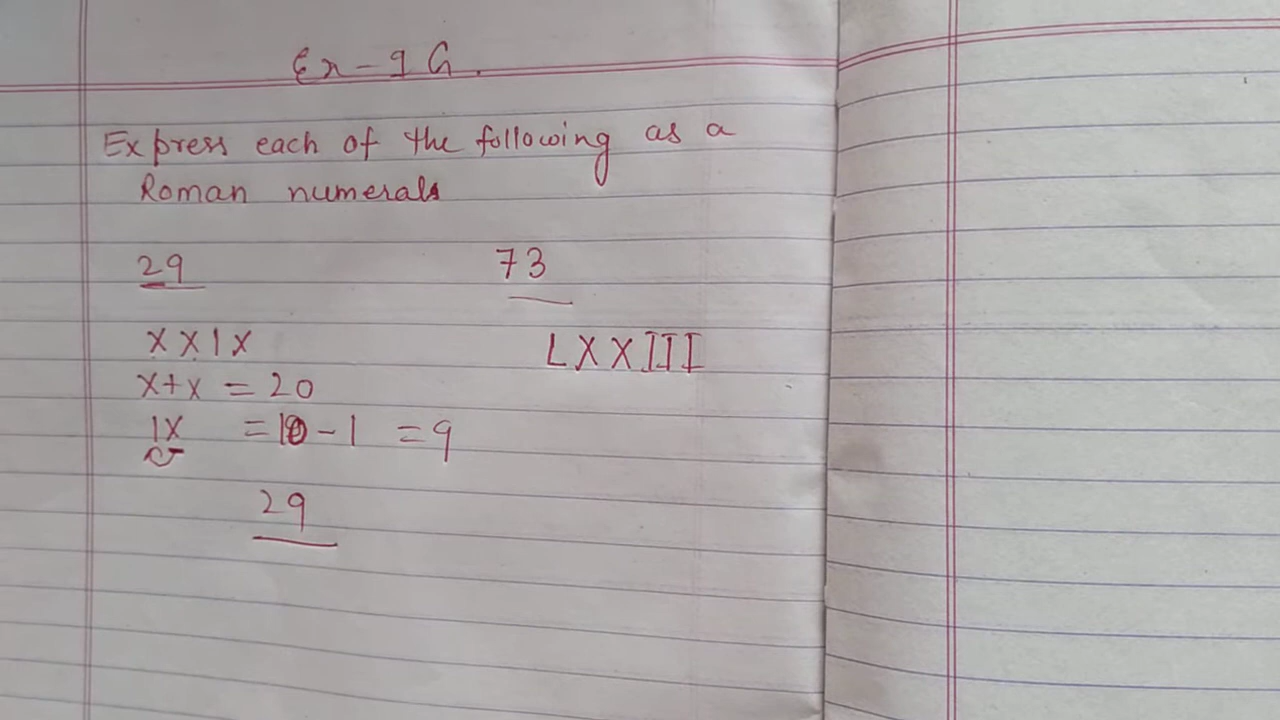 Ex-1G.
Express each of the following as a
Roman numerals
29
73
XXIX
LXXIII
X+X = 20
IX = 10 - 1 = 9
29